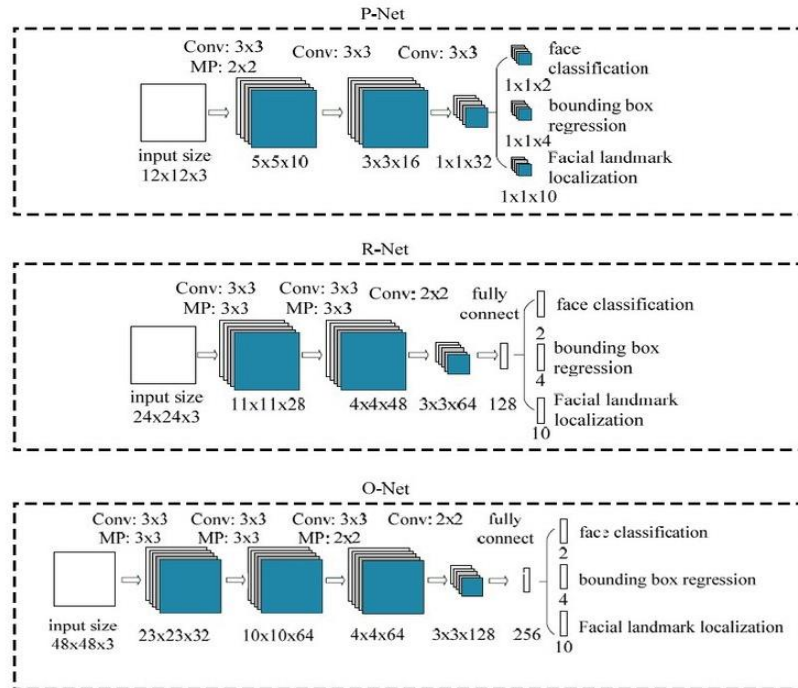 P-Net
Conv: 3x3 Conv: 3x3 Conv: 3x3
MP: 2x2
face
classification
1x1x2
bounding box
regression
1x1x4
Facial landmark
localization
1x1x10
input size
12x12x3
5x5x10 3x3x16 1x1x32
R-Net
Conv: 3x3 Conv: 3x3 Conv: 2x2 fully
MP: 3x3 MP: 3x3 connect
face classification
2
bounding box
regression
4
Facial landmark
localization
10
input size
24x24x3
11x11x28 4x4x48 3x3x64 128
O-Net
Conv: 3x3 Conv: 3x3 Conv: 3x3 Conv: 2x2 fully
MP: 3x3 MP: 3x3 MP: 2x2 connect
face classification
2
bounding box regression
4
Facial landmark localization
10
input size
48x48x3
23x23x32 10x10x64 4x4x64 3x3x128 256